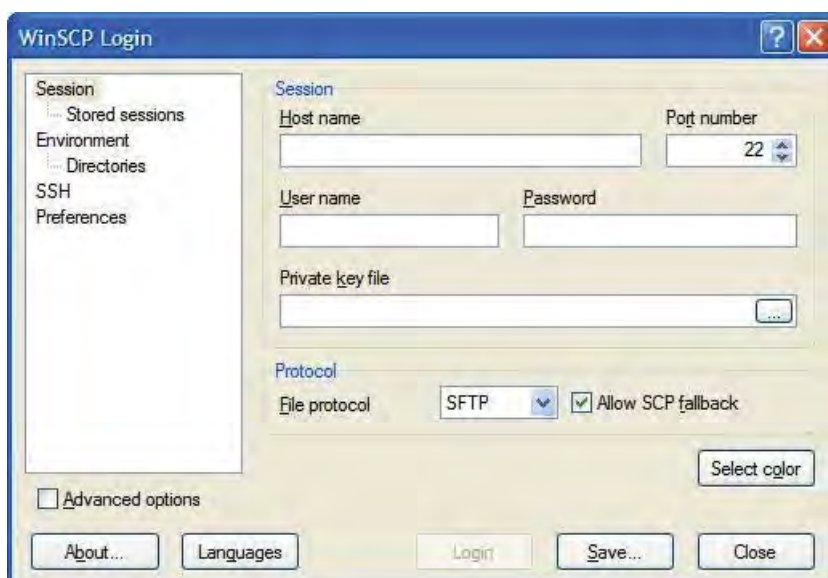 WinSCP Login
Session
Stored sessions
Environment
Directories
SSH
Preferences
Advanced options
Session
Host name
Port number
22
User name
Password
Private key file
...
Protocol
File protocol
SFTP
Allow SCP fallback
Select color
About...
Languages
Login
Save...
Close